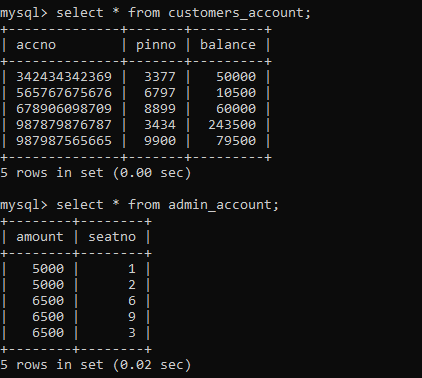 mysql> select * from customers_account;
+--------------+-------+---------+
| accno        | pinno | balance |
+--------------+-------+---------+
| 342434342369 |  3377 |   50000 |
| 565767675676 |  6797 |   10500 |
| 678906098709 |  8899 |   60000 |
| 987879876787 |  3434 |  243500 |
| 987987565665 |  9900 |   79500 |
+--------------+-------+---------+
5 rows in set (0.00 sec)
mysql> select * from admin_account;
+--------+--------+
| amount | seatno |
+--------+--------+
|   5000 |      1 |
|   5000 |      2 |
|   6500 |      6 |
|   6500 |      9 |
|   6500 |      3 |
+--------+--------+
5 rows in set (0.02 sec)